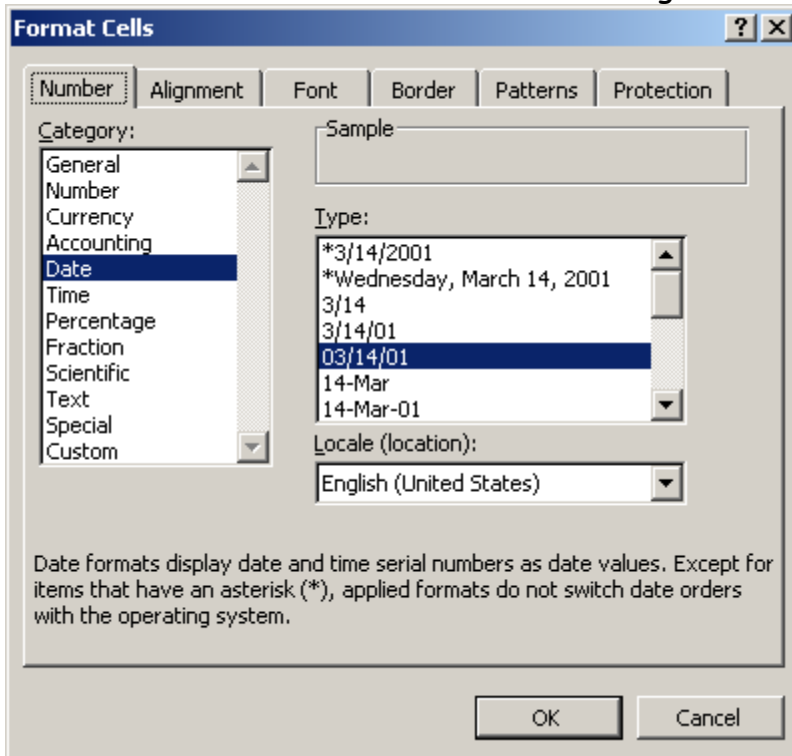 Format Cells
Number Alignment Font Border Patterns Protection
Category:
General
Number
Currency
Accounting
Date
Time
Percentage
Fraction
Scientific
Text
Special
Custom
Sample
Type:
*3/14/2001
*Wednesday, March 14, 2001
3/14
3/14/01
03/14/01
14-Mar
14-Mar-01
Locale (location):
English (United States)
Date formats display date and time serial numbers as date values. Except for
items that have an asterisk (*), applied formats do not switch date orders
with the operating system.
OK Cancel